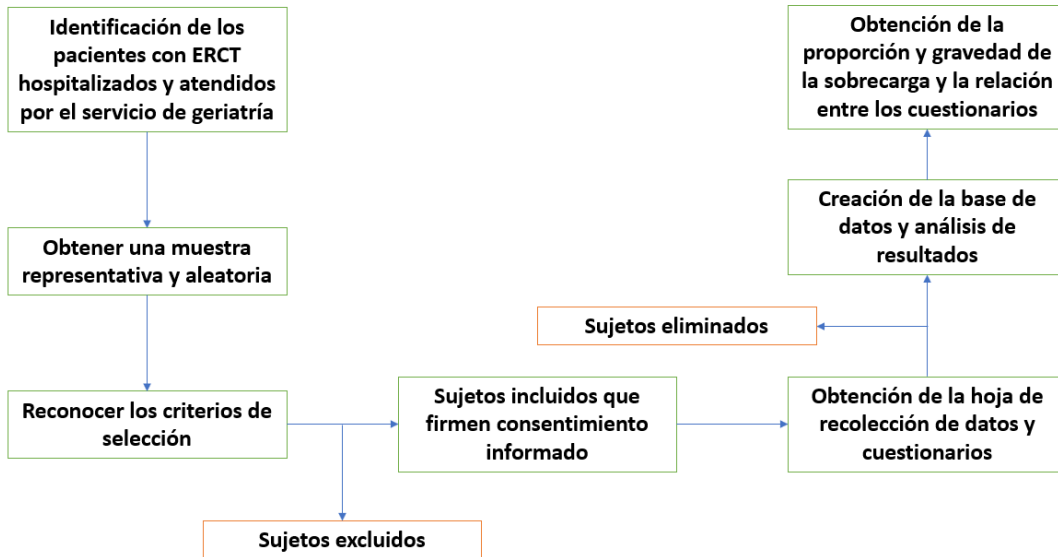 Identificación de los
pacientes con ERCT
hospitalizados y atendidos
por el servicio de geriatría
Obtener una muestra
representativa y aleatoria
Reconocer los criterios de
selección
Sujetos excluidos
Sujetos incluidos que
firmen consentimiento
informado
Obtención de la hoja de
recolección de datos y
cuestionarios
Sujetos eliminados
Creación de la base de
datos y análisis de
resultados
Obtención de la
proporción y gravedad de
la sobrecarga y la relación
entre los cuestionarios